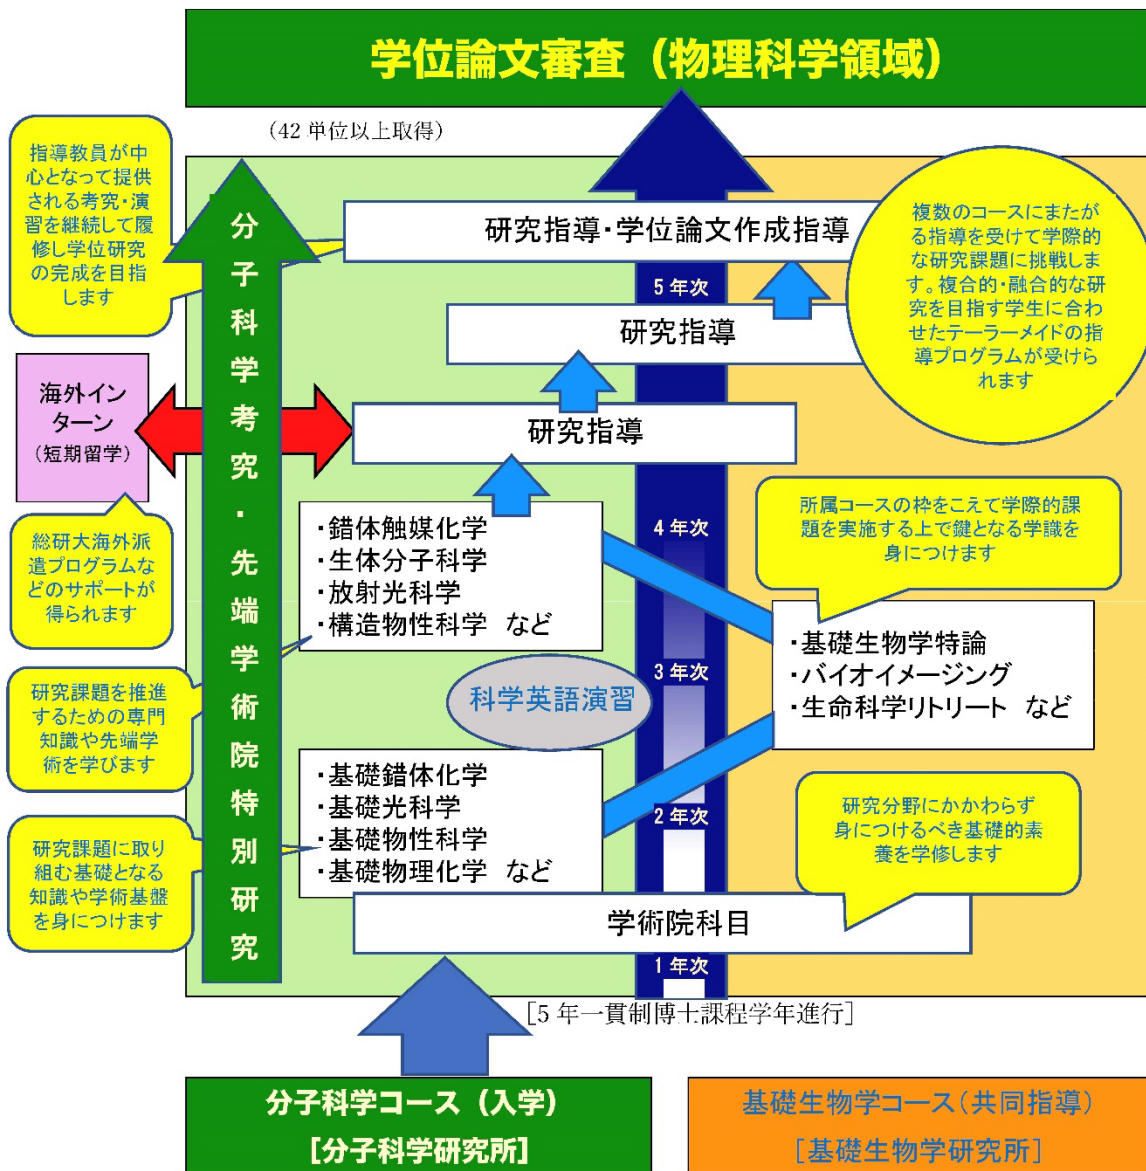 学位論文審査（物理科学領域）
（42 単位以上取得）
指導教員が中
心となって提供
される考究・演
習を継続して履
修し学位研究
の完成を目指
します
分子科学考究・先端学術院特別研究
研究指導・学位論文作成指導
複数のコースにまたが
る指導を受けて学際的
な研究課題に挑戦しま
す。複合的・融合的な研
究を目指す学生に合わ
せたテーラーメイドの指
導プログラムが受けら
れます
5 年次
研究指導
海外イン
ターン
（短期留学）
研究指導
総研大海外派
遣プログラムな
どのサポートが
得られます
・錯体触媒化学
・生体分子科学
・放射光科学
・構造物性科学 など
4 年次
所属コースの枠をこえて学際的課
題を実施する上で鍵となる学識を
身につけます
・基礎生物学特論
・バイオイメージング
・生命科学リトリート など
3 年次
科学英語演習
研究課題を推進
するための専門
知識や先端学
術を学びます
・基礎錯体化学
・基礎光科学
・基礎物性科学
・基礎物理化学 など
2 年次
研究課題に取り
組む基礎となる
知識や学術基盤
を身につけます
研究分野にかかわらず
身につけるべき基礎的素
養を学修します
学術院科目
1 年次
［5 年一貫制博士課程学年進行］
分子科学コース（入学）
［分子科学研究所］
基礎生物学コース（共同指導）
［基礎生物学研究所］